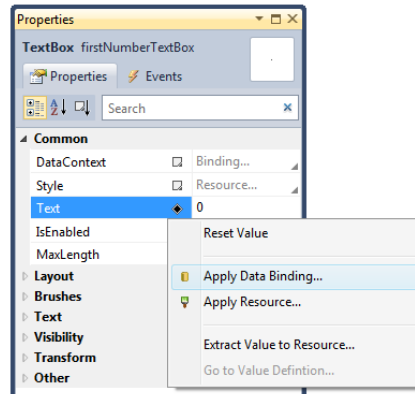 Properties
TextBox firstNumberTextBox
Properties Events
Search
Common
DataContext Binding...
Style Resource...
Text 0
IsEnabled
Reset Value
MaxLength
Layout
Apply Data Binding...
Brushes
Apply Resource...
Text
Visibility
Extract Value to Resource...
Transform
Go to Value Defintion...
Other